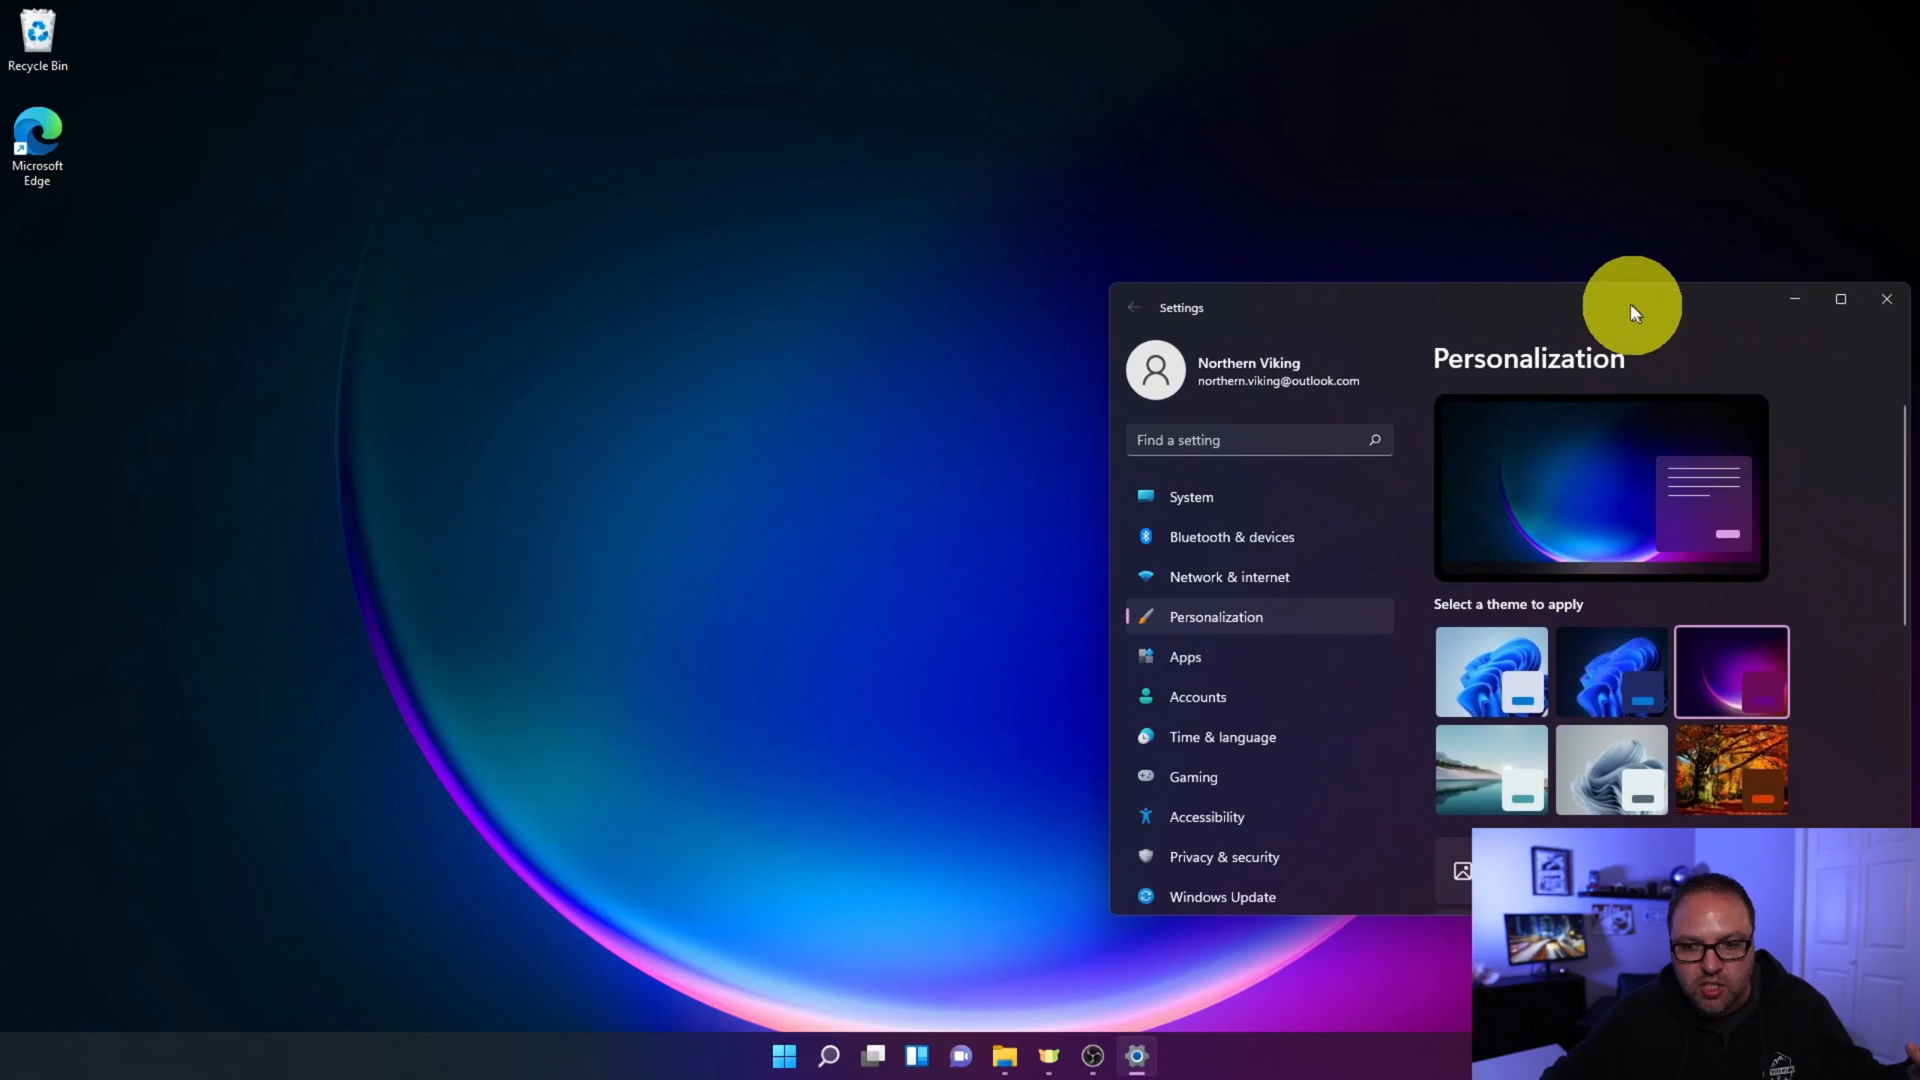 Recycle Bin
Microsoft
Edge
Settings
Northern Viking
northern.viking@outlook.com
Find a setting
System
Bluetooth & devices
Network & internet
Personalization
Apps
Accounts
Time & language
Gaming
Accessibility
Privacy & security
Windows Update
Personalization
Select a theme to apply